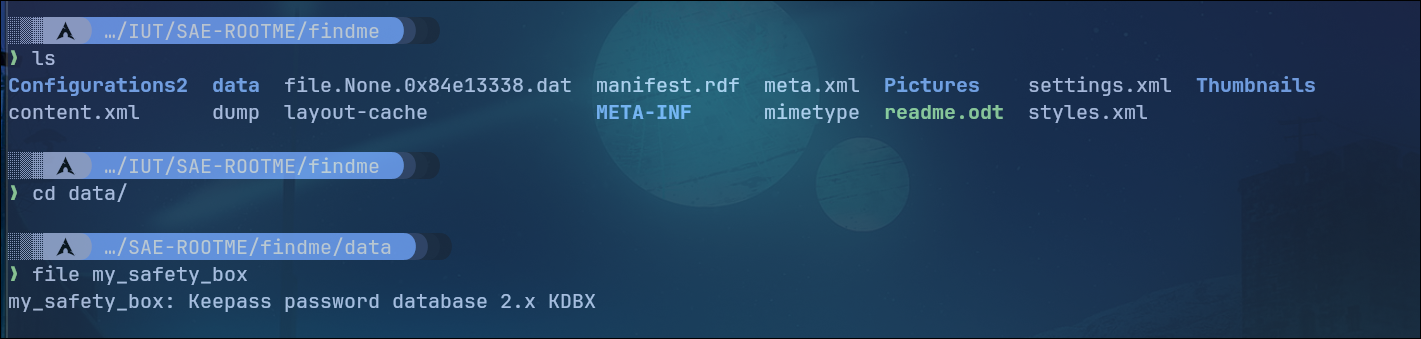 …/IUT/SAE-ROOTME/findme
❯ ls
Configurations2 data file.None.0x84e13338.dat manifest.rdf meta.xml Pictures settings.xml Thumbnails
content.xml dump layout-cache META-INF mimetype readme.odt styles.xml
…/IUT/SAE-ROOTME/findme
❯ cd data/
…/SAE-ROOTME/findme/data
❯ file my_safety_box
my_safety_box: Keepass password database 2.x KDBX